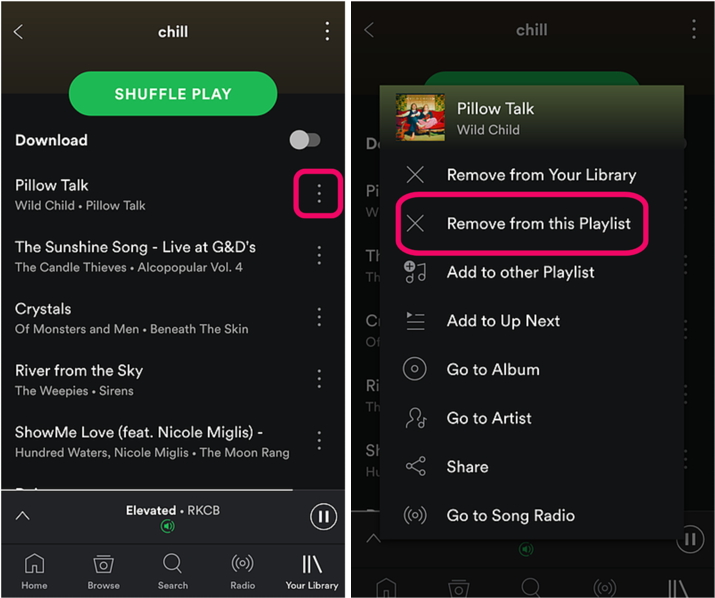 chill
SHUFFLE PLAY
Download
Pillow Talk
Wild Child • Pillow Talk
The Sunshine Song - Live at G&D's
The Candle Thieves • Alcopopular Vol. 4
Crystals
Of Monsters and Men • Beneath The Skin
River from the Sky
The Weepies • Sirens
ShowMe Love (feat. Nicole Miglis) -
Hundred Waters, Nicole Miglis • The Moon Rang
Elevated • RKCB
Home
Browse
Search
Radio
Your Library
chill
Pillow Talk
Wild Child
Remove from Your Library
Remove from this Playlist
Add to other Playlist
Add to Up Next
Go to Album
Go to Artist
Share
Go to Song Radio